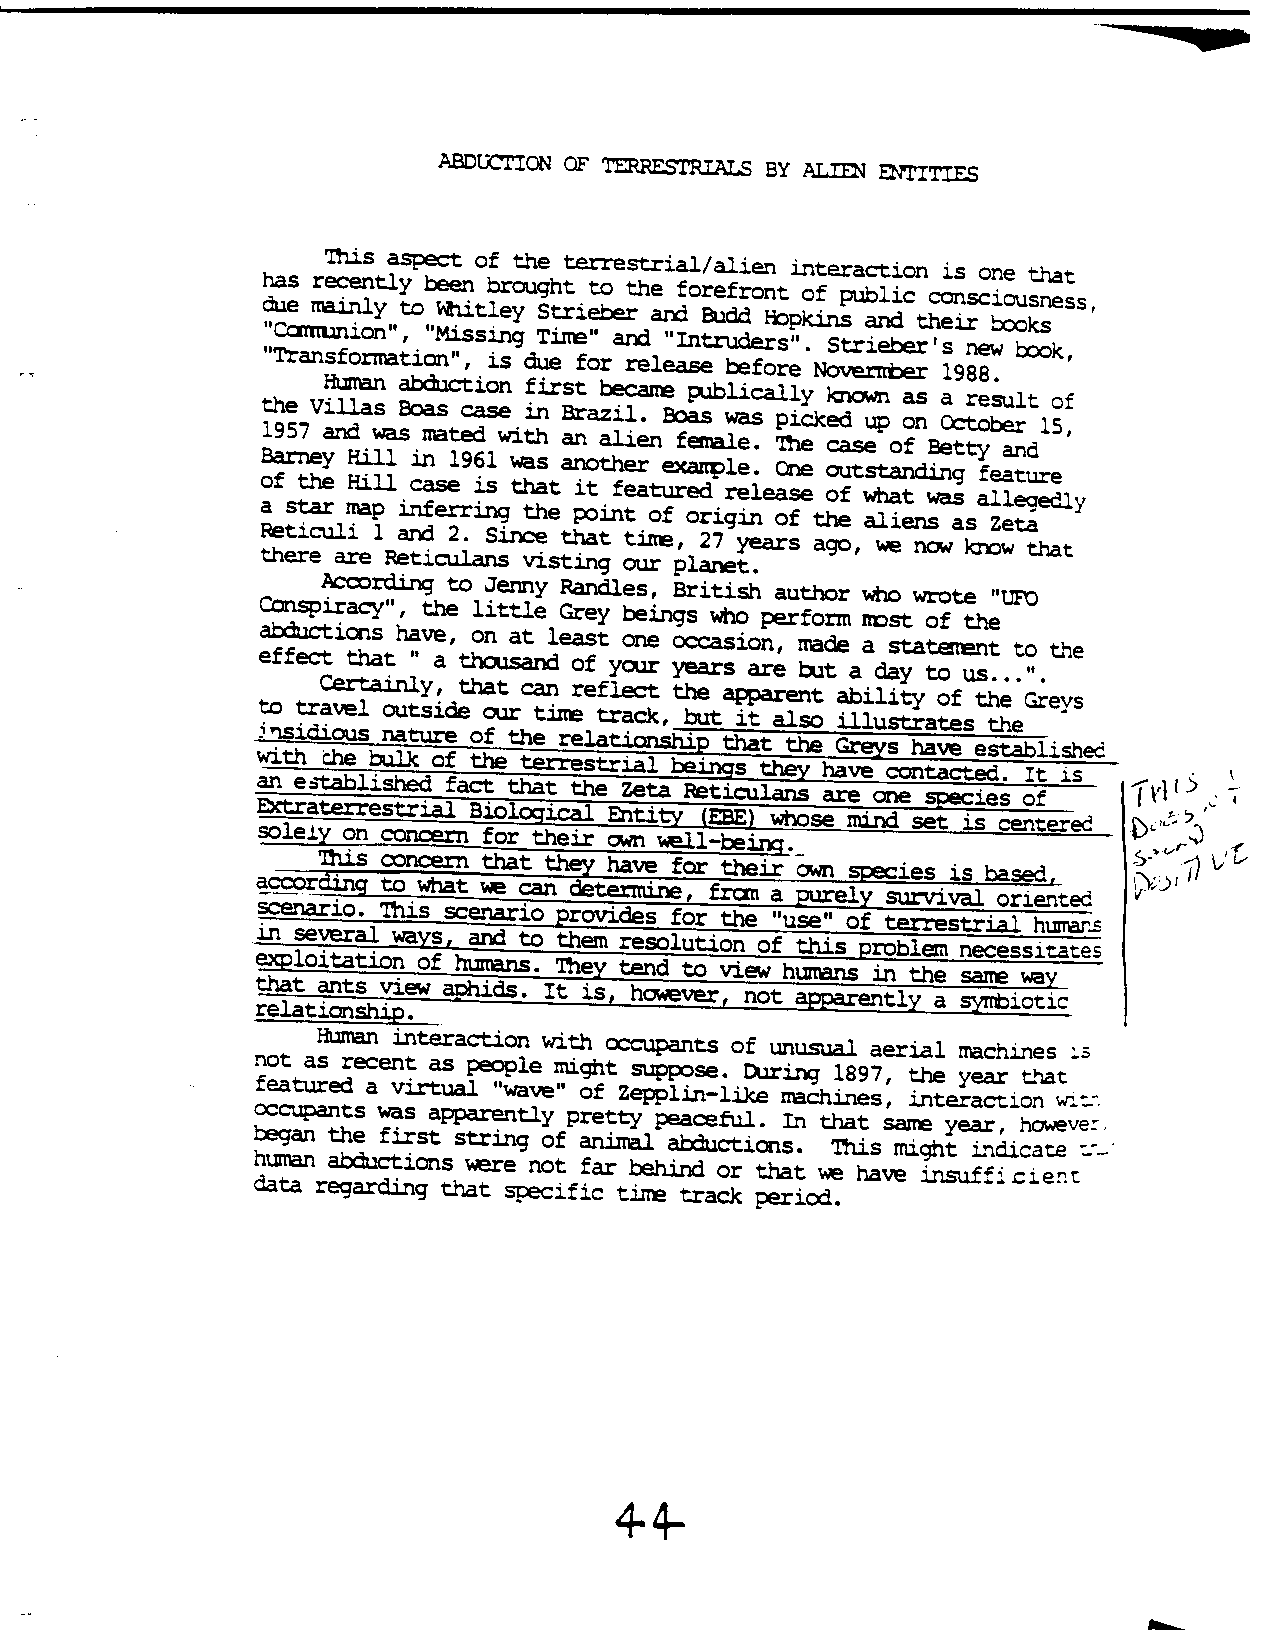 ABDUCTION OF TERRESTRIALS BY ALIEN ENTITIES
This aspect of the terrestrial/alien interaction is one that
has recently been brought to the forefront of public consciousness,
due mainly to Whitley Strieber and Budd Hopkins and their books
"Communion", "Missing Time" and "Intruders". Strieber's new book,
"Transformation", is due for release before Novermber 1988.
Human abduction first became publically known as a result of
the Villas Boas case in Brazil. Boas was picked up on October 15,
1957 and was mated with an alien female. The case of Betty and
Barney Hill in 1961 was another example. One outstanding feature
of the Hill case is that it featured release of what was allegedly
a star map inferring the point of origin of the aliens as Zeta
Reticuli 1 and 2. Since that time, 27 years ago, we now know that
there are Reticulans visting our planet.
According to Jenny Randles, British author who wrote "UFO
Conspiracy", the little Grey beings who perform most of the
abductions have, on at least one occasion, made a statement to the
effect that " a thousand of your years are but a day to us...".
Certainly, that can reflect the apparent ability of the Greys
to travel outside our time track, but it also illustrates the
insidious nature of the relationship that the Greys have established
with the bulk of the terrestrial beings they have contacted. It is
an established fact that the Zeta Reticulans are one species of
Extraterrestrial Biological Entity (EBE) whose mind set is centered
solely on concern for their own well-being.
This concern that they have for their own species is based,
according to what we can determine, from a purely survival oriented
scenario. This scenario provides for the "use" of terrestrial humans
in several ways, and to them resolution of this problem necessitates
exploitation of humans. They tend to view humans in the same way
that ants view aphids. It is, however, not apparently a symbiotic
relationship.
THIS
DOESN'T
SOUND
POSITIVE
Human interaction with occupants of unusual aerial machines is
not as recent as people might suppose. During 1897, the year that
featured a virtual "wave" of Zepplin-like machines, interaction with
occupants was apparently pretty peaceful. In that same year, however,
began the first string of animal abductions. This might indicate
human abductions were not far behind or that we have insufficient
data regarding that specific time track period.
44